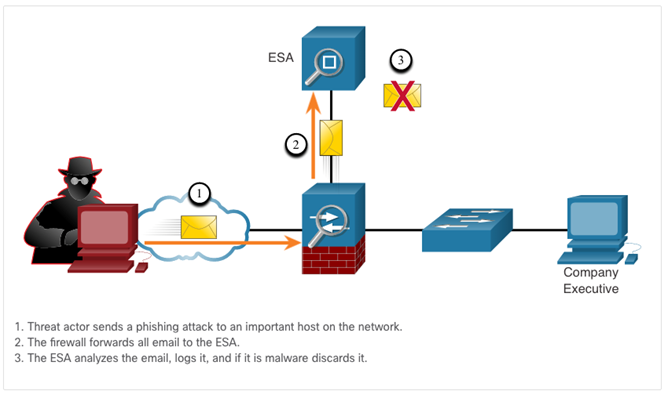 ESA
3
2
1
Company
Executive
1. Threat actor sends a phishing attack to an important host on the network.
2. The firewall forwards all email to the ESA.
3. The ESA analyzes the email, logs it, and if it is malware discards it.